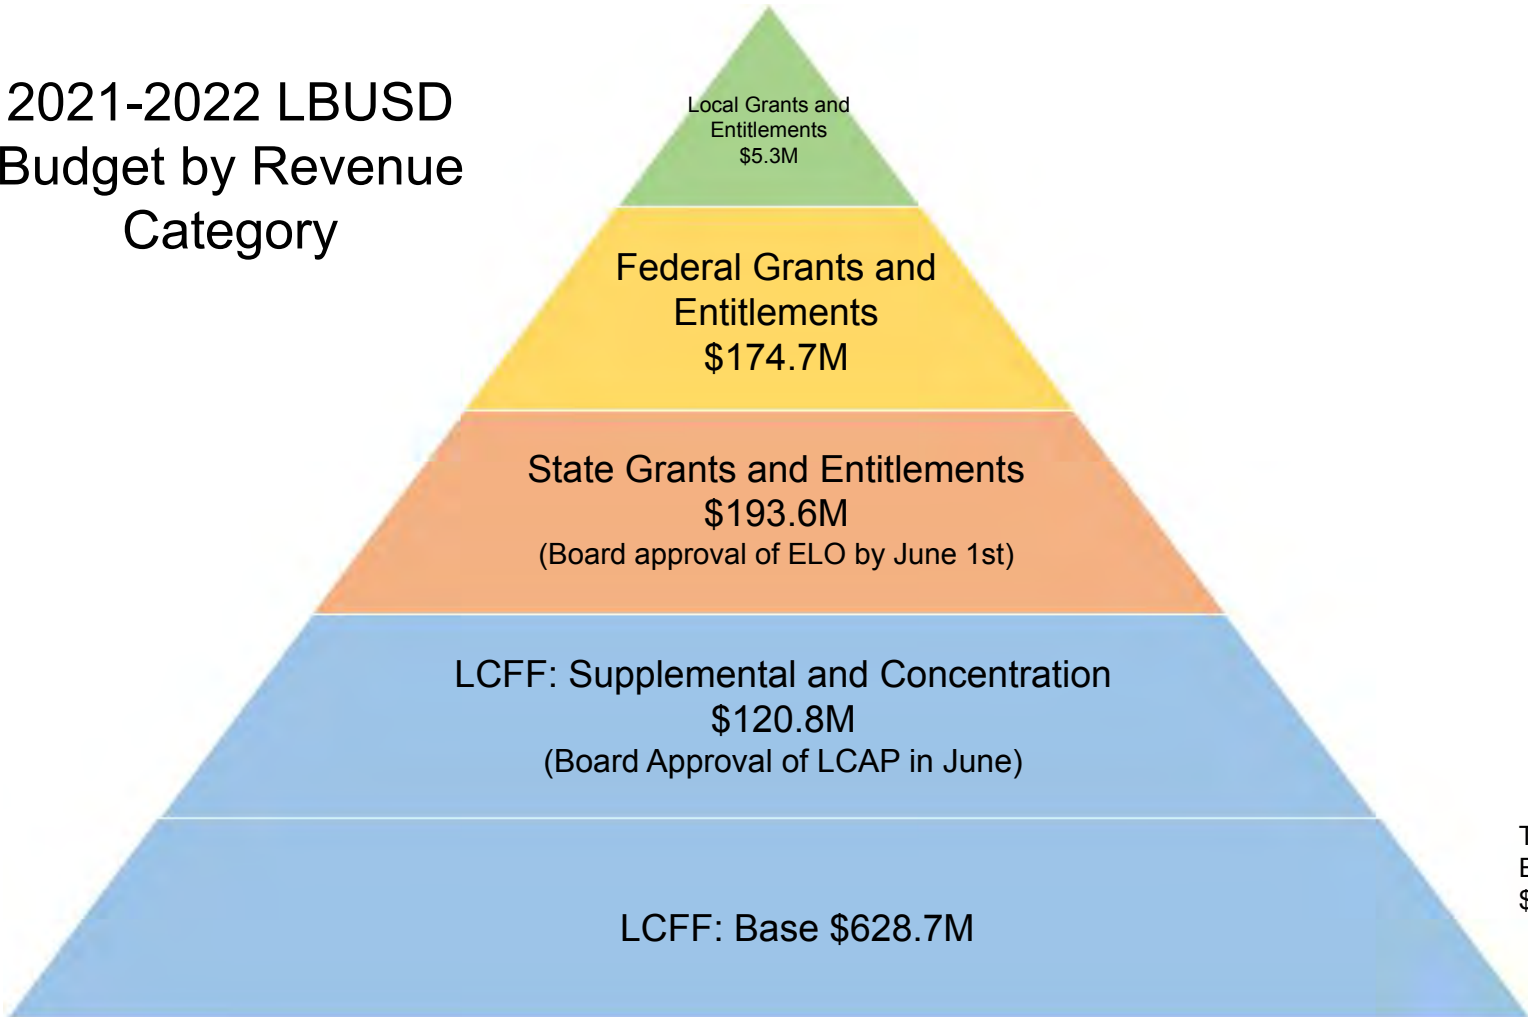 2021-2022 LBUSD
Budget by Revenue
Category
Local Grants and
Entitlements
$5.3M
Federal Grants and
Entitlements
$174.7M
State Grants and Entitlements
$193.6M
(Board approval of ELO by June 1st)
LCFF: Supplemental and Concentration
$120.8M
(Board Approval of LCAP in June)
LCFF: Base $628.7M